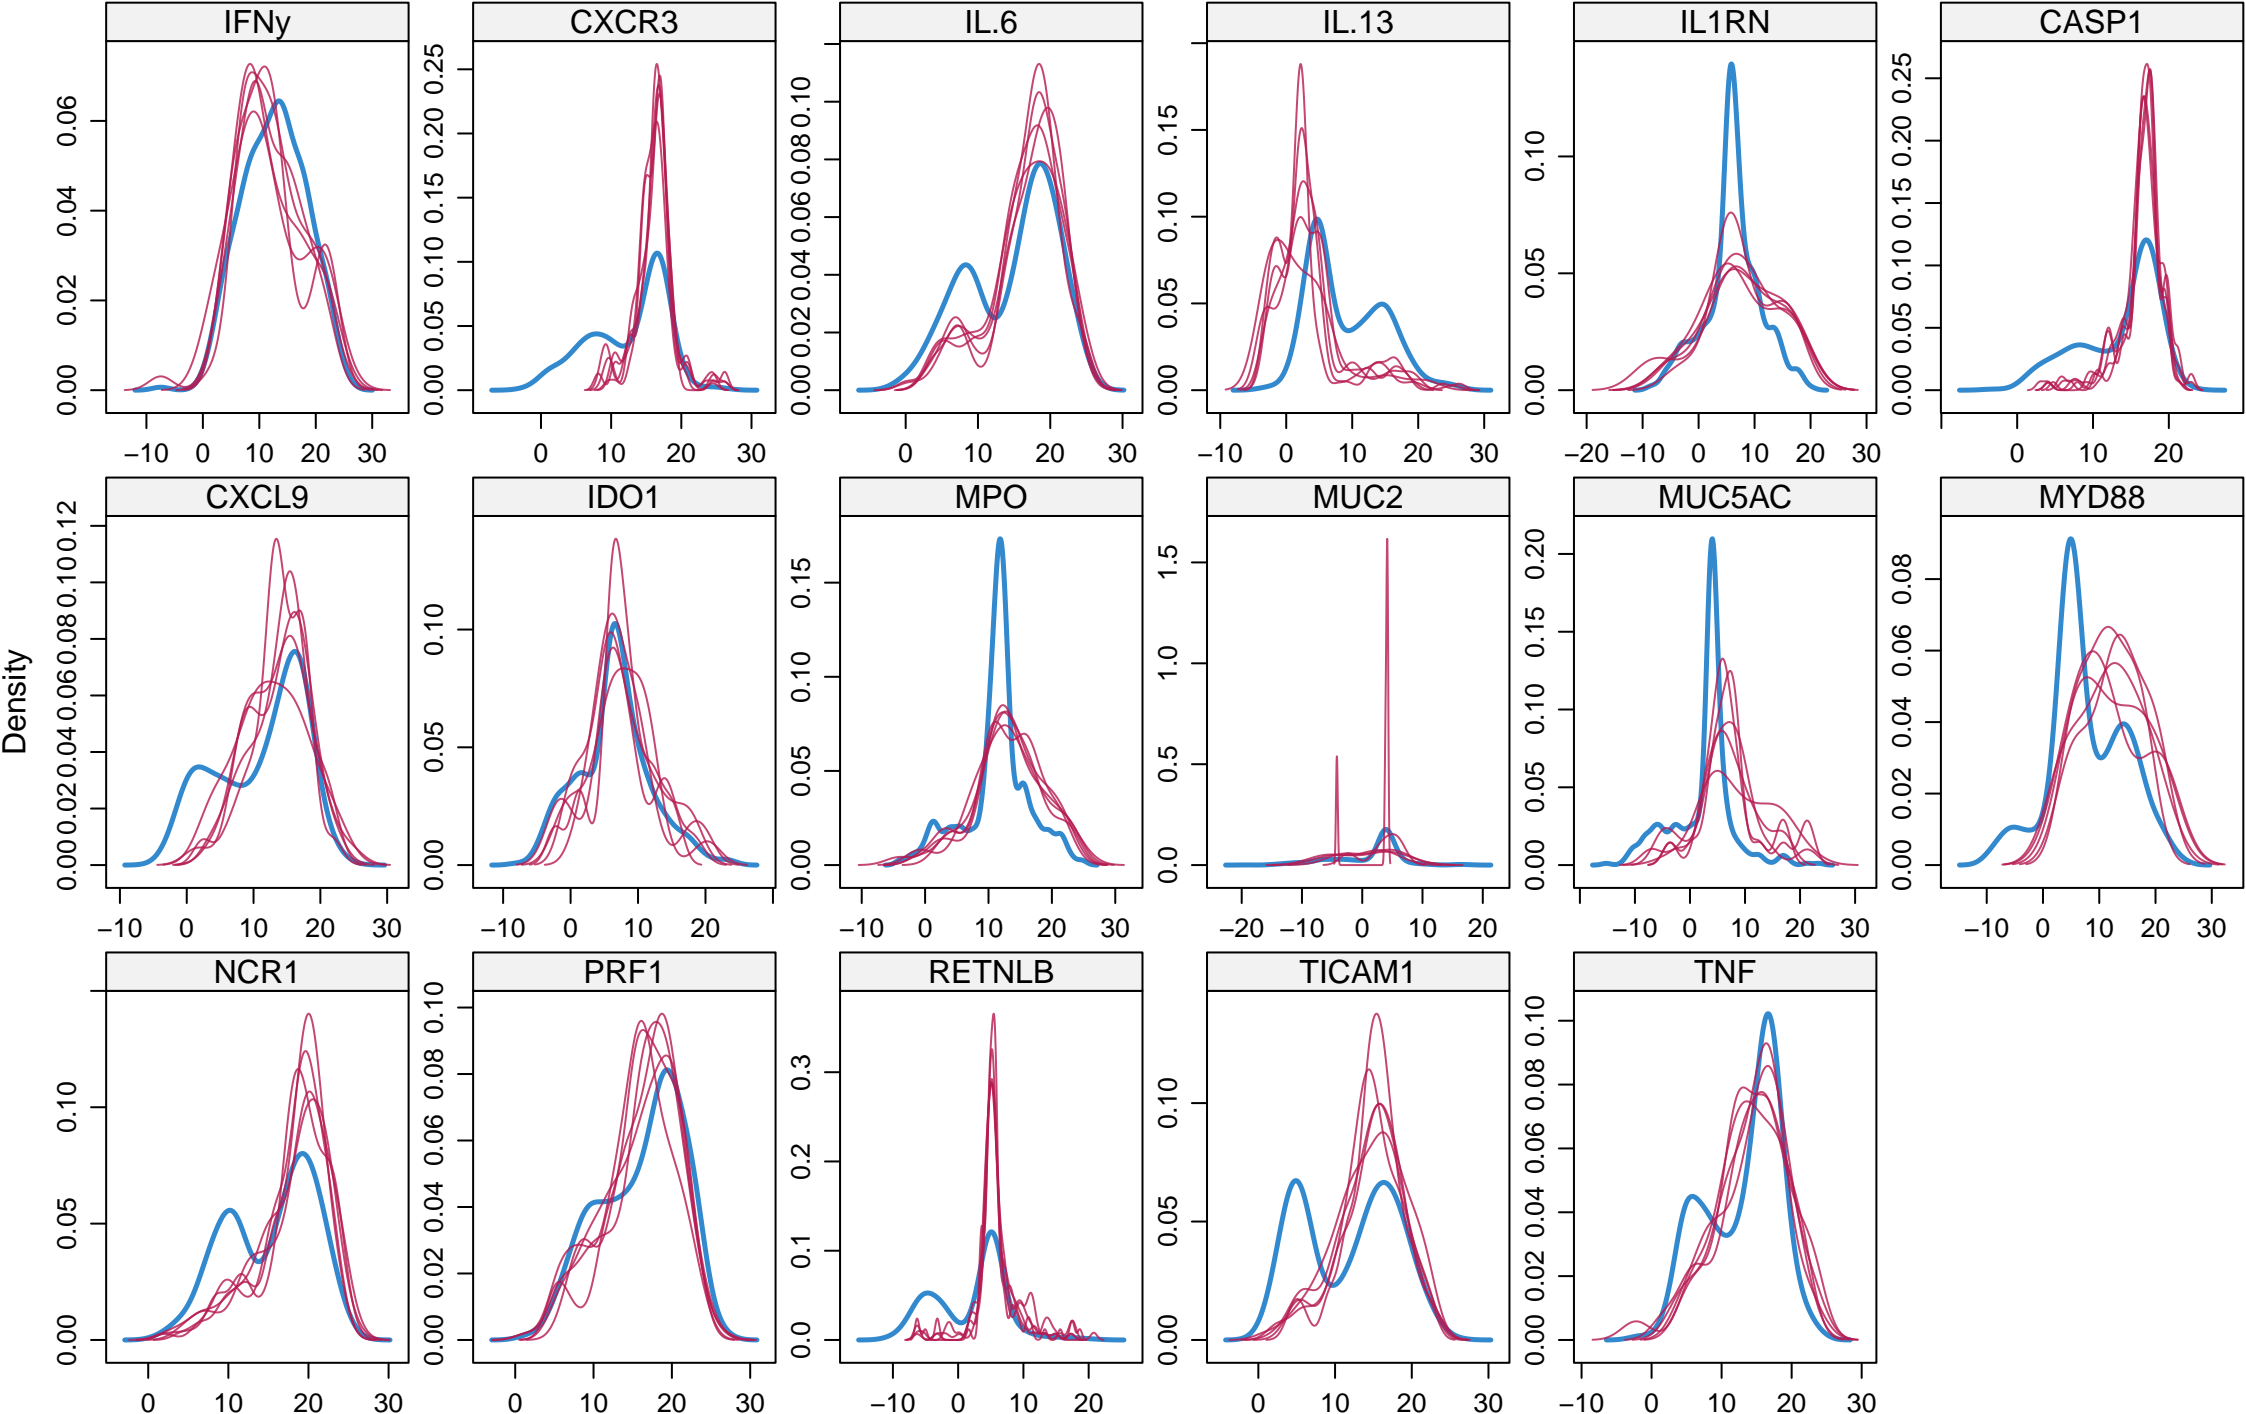 IFNy CXCR3 IL.6 IL.13 IL1RN CASP1
0.00 0.02 0.04 0.06
−10 0 10 20 30
0.00 0.05 0.10 0.15 0.20 0.25
0 10 20 30
0.00 0.02 0.04 0.06 0.08 0.10
0 10 20 30
0.00 0.05 0.10 0.15
−10 0 10 20 30
0.00 0.05 0.10
−20 −10 0 10 20 30
0.00 0.05 0.10 0.15 0.20 0.25
0 20
Density
CXCL9 IDO1 MPO MUC2 MUC5AC MYD88
0.00 0.02 0.04 0.06 0.08 0.10 0.12
−10 0 10 20 30
0.00 0.05 0.10
−10 0 10 20
0.00 0.05 0.10 0.15
−10 0 10 20 30
0.0 0.5 1.0 1.5
−20 −10 0 10 20
0.00 0.05 0.10 0.15 0.20
−10 0 10 20 30
0.00 0.02 0.04 0.06 0.08
−10 0 10 20 30
NCR1 PRF1 RETNLB TICAM1 TNF
0.00 0.05 0.10
0 10 20 30
0.00 0.02 0.04 0.06 0.08 0.10
0 10 20 30
0.0 0.1 0.2 0.3
−10 0 10 20
0.00 0.05 0.10
0 10 20 30
0.00 0.02 0.04 0.06 0.08 0.10
−10 0 10 20 30